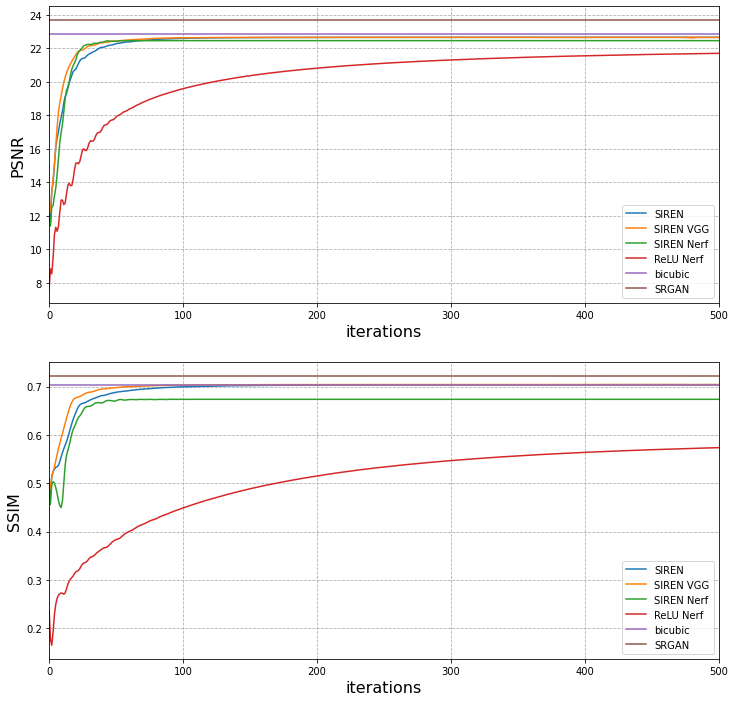 24
22
20
18
16
14
12
10
8
PSNR
SIREN
SIREN VGG
SIREN Nerf
ReLU Nerf
bicubic
SRGAN
0 100 200 300 400 500
iterations
0.7
0.6
0.5
0.4
0.3
0.2
SSIM
SIREN
SIREN VGG
SIREN Nerf
ReLU Nerf
bicubic
SRGAN
0 100 200 300 400 500
iterations